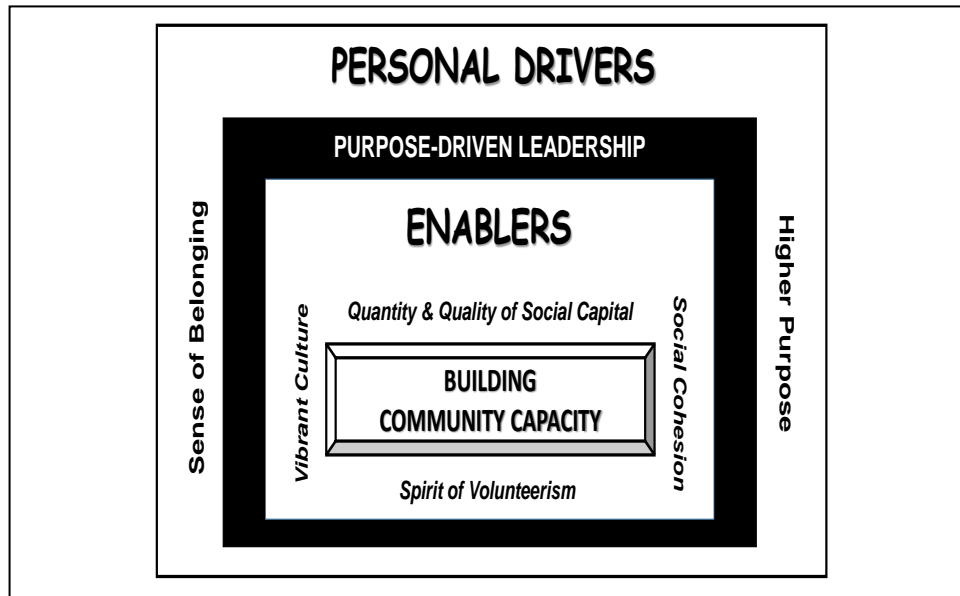 PERSONAL DRIVERS
PURPOSE-DRIVEN LEADERSHIP
Sense of Belonging
ENABLERS
Higher Purpose
Vibrant Culture
Quantity & Quality of Social Capital
Social Cohesion
BUILDING
COMMUNITY CAPACITY
Spirit of Volunteerism